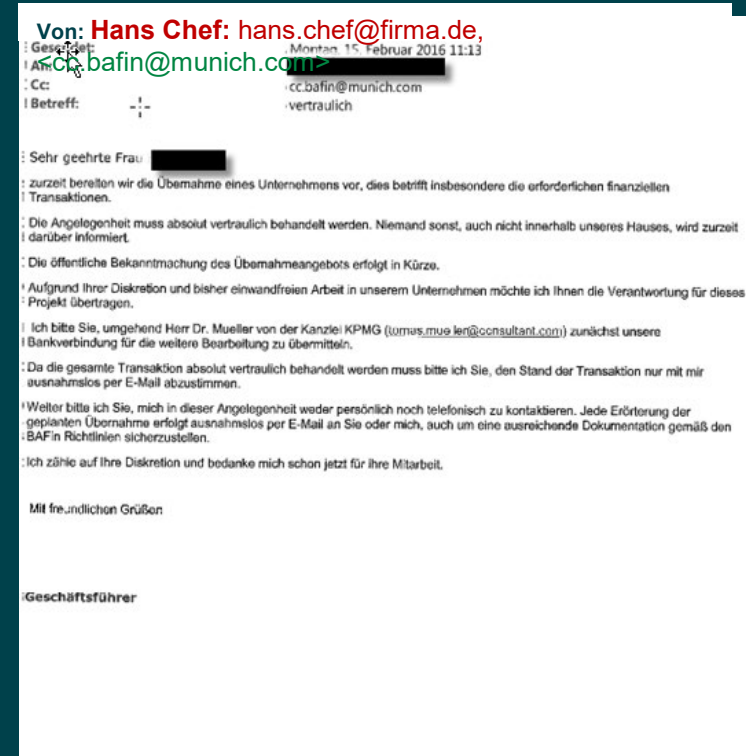 Von: Hans Chef: hans.chef@firma.de,
Gesendet: Montag, 15. Februar 2016 11:13
An: <cc.bafin@munich.com>
Cc: cc.bafin@munich.com
Betreff: vertraulich
Sehr geehrte Frau
zurzeit bereiten wir die Übernahme eines Unternehmens vor, dies betrifft insbesondere die erforderlichen finanziellen
Transaktionen.
Die Angelegenheit muss absolut vertraulich behandelt werden. Niemand sonst, auch nicht innerhalb unseres Hauses, wird zurzeit
darüber informiert.
Die öffentliche Bekanntmachung des Übernahmeangebots erfolgt in Kürze.
Aufgrund Ihrer Diskretion und bisher einwandfreien Arbeit in unserem Unternehmen möchte ich Ihnen die Verantwortung für dieses
Projekt übertragen.
Ich bitte Sie, umgehend Herr Dr. Mueller von der Kanzlei KPMG () zunächst unsere
Bankverbindung für die weitere Bearbeitung zu übermitteln.
Da die gesamte Transaktion absolut vertraulich behandelt werden muss bitte ich Sie, den Stand der Transaktion nur mit mir
ausnahmslos per E-Mail abzustimmen.
Weiter bitte ich Sie, mich in dieser Angelegenheit weder persönlich noch telefonisch zu kontaktieren. Jede Erörterung der
geplanten Übernahme erfolgt ausnahmslos per E-Mail an Sie oder mich, auch um eine ausreichende Dokumentation gemäß den
BAFin Richtlinien sicherzustellen.
Ich zähle auf Ihre Diskretion und bedanke mich schon jetzt für ihre Mitarbeit.
Mit freundlichen Grüßen
Geschäftsführer